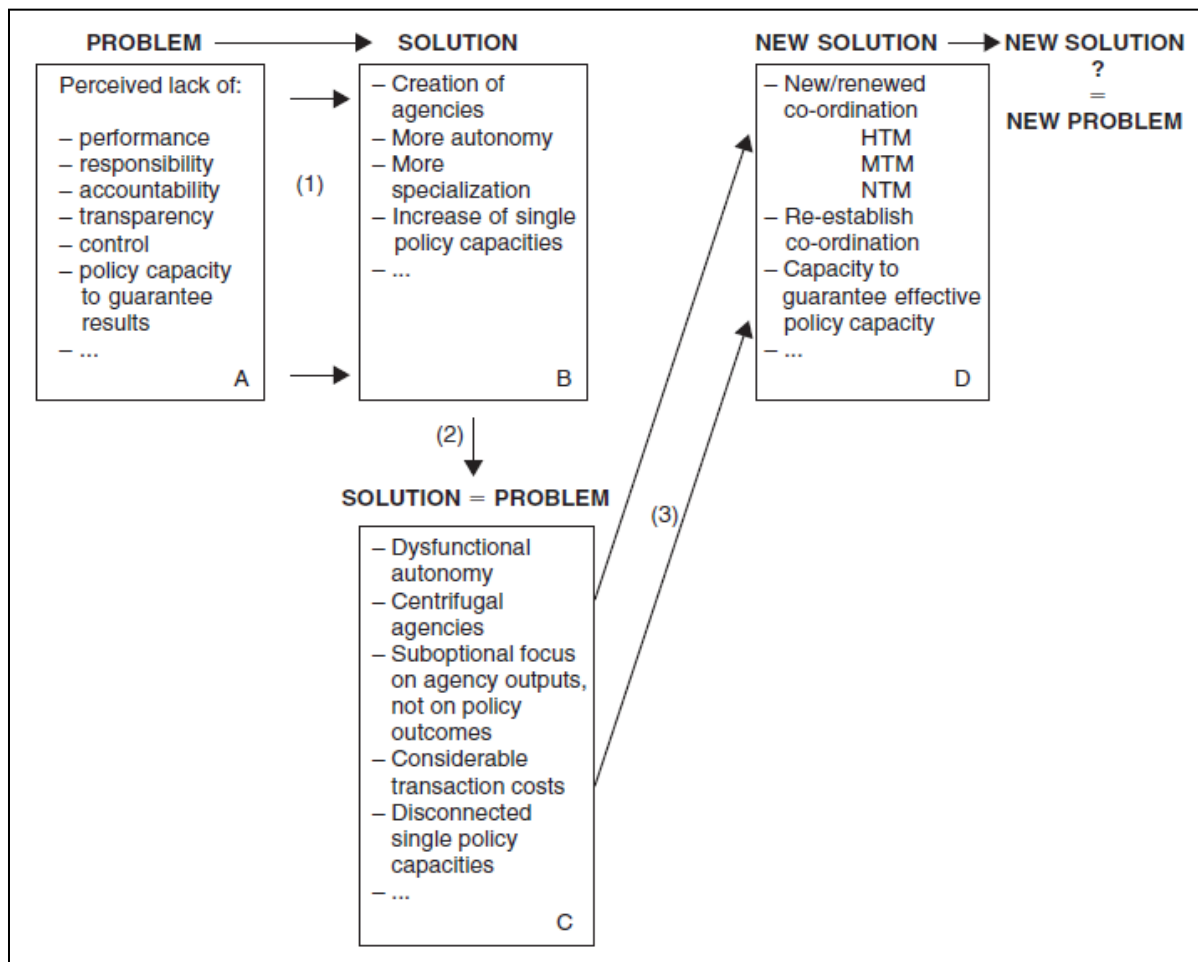 PROBLEM
SOLUTION
NEW SOLUTION
NEW SOLUTION
?
=
NEW PROBLEM
Perceived lack of:
– performance
– responsibility
– accountability
– transparency
– control
– policy capacity
to guarantee
results
– ...
A
(1)
– Creation of
agencies
– More autonomy
– More
specialization
– Increase of single
policy capacities
– ...
B
(2)
SOLUTION = PROBLEM
– Dysfunctional
autonomy
– Centrifugal
agencies
– Suboptional focus
on agency outputs,
not on policy
outcomes
– Considerable
transaction costs
– Disconnected
single policy
capacities
– ...
C
(3)
– New/renewed
co-ordination
HTM
MTM
NTM
– Re-establish
co-ordination
– Capacity to
guarantee effective
policy capacity
– ...
D